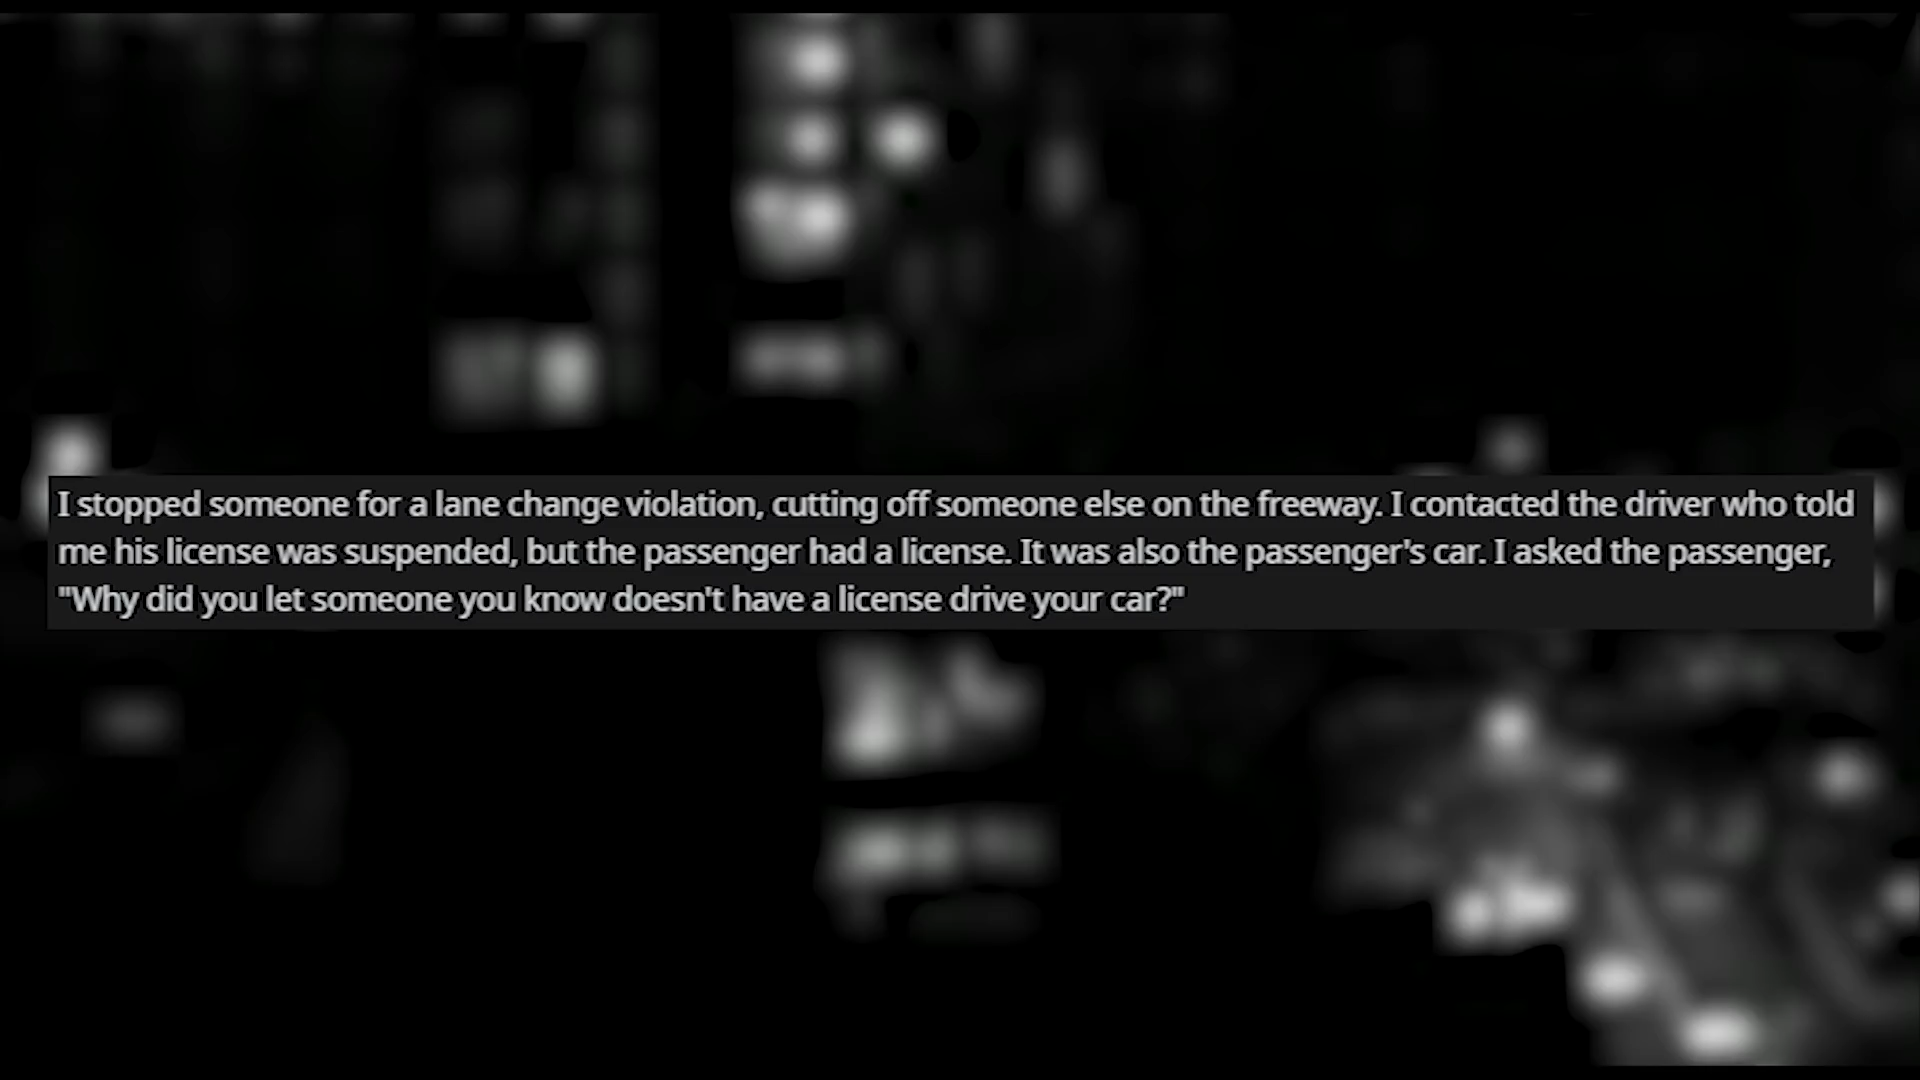 I stopped someone for a lane change violation, cutting off someone else on the freeway. I contacted the driver who told
me his license was suspended, but the passenger had a license. It was also the passenger's car. I asked the passenger,
"Why did you let someone you know doesn't have a license drive your car?"